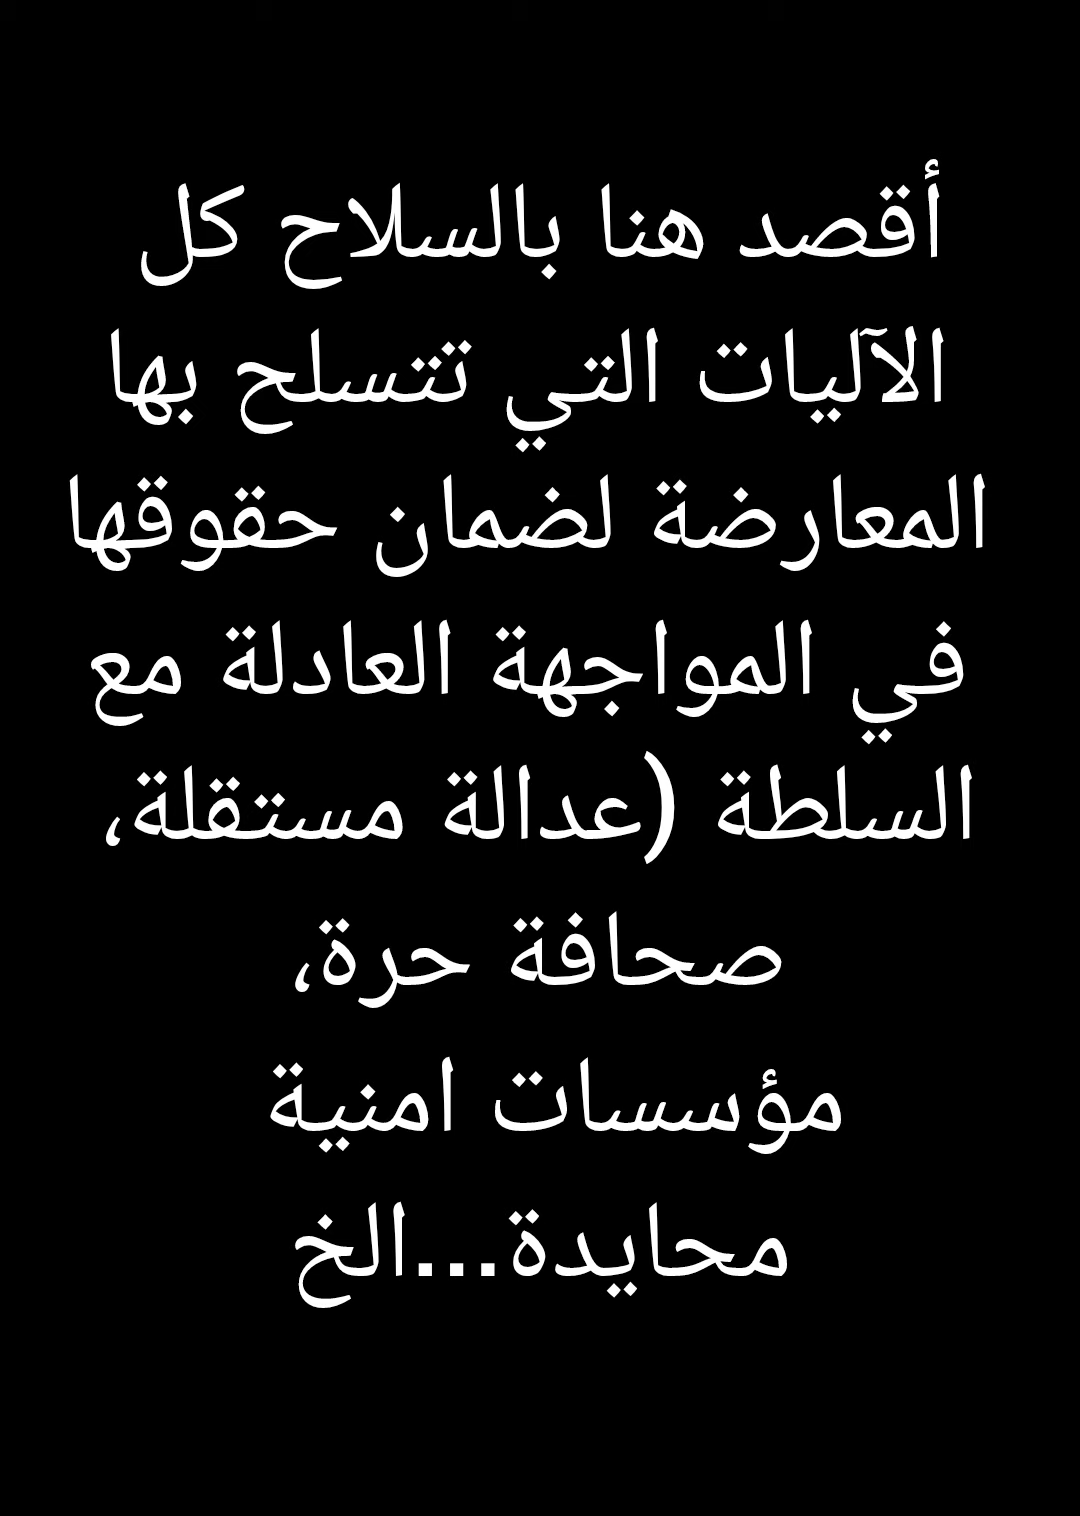 أقصد هنا بالسلاح كل
الآليات التي تتسلح بها
المعارضة لضمان حقوقها
في المواجهة العادلة مع
السلطة (عدالة مستقلة،
صحافة حرة،
مؤسسات امنية
محايدة...الخ